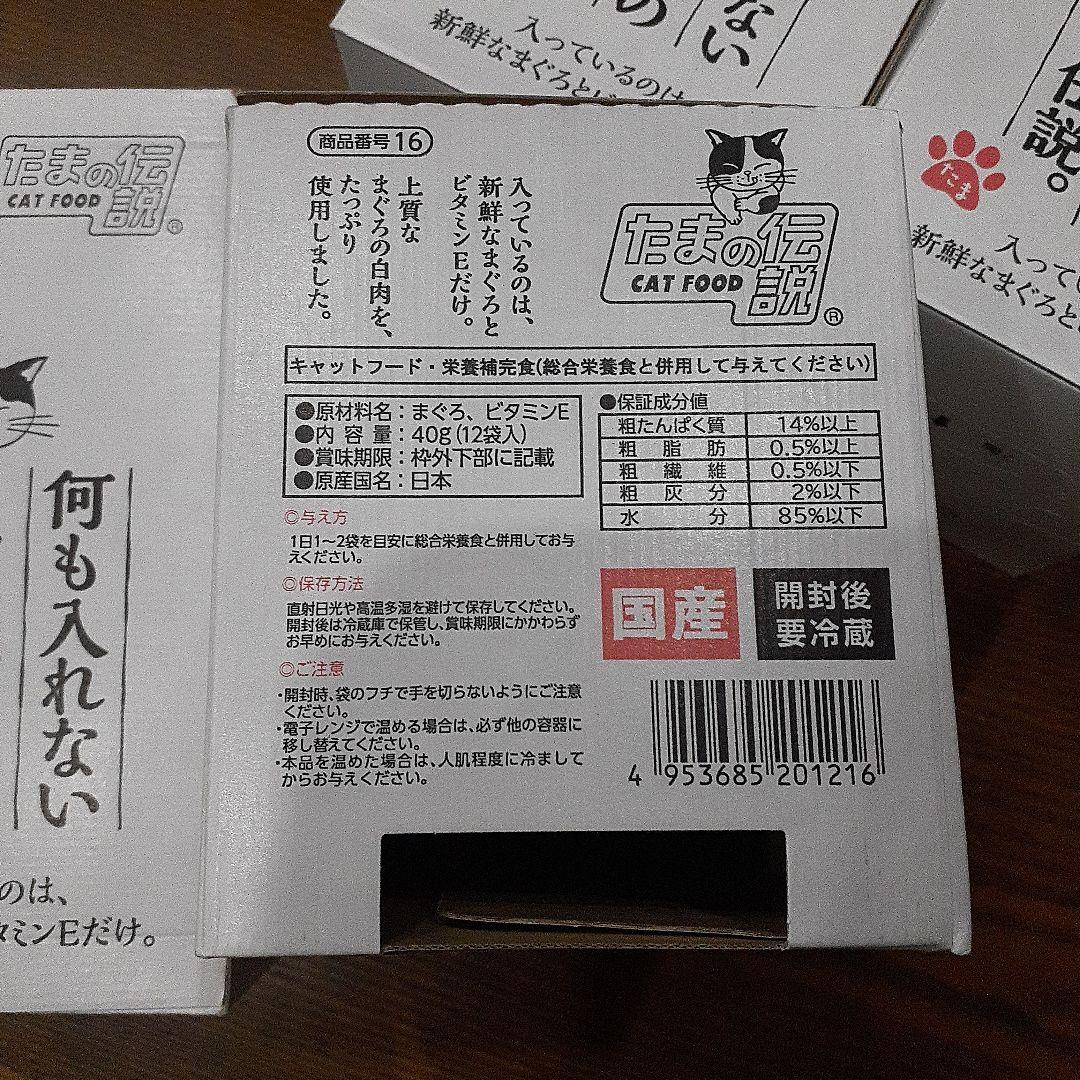 ない
の
入っているのは
新鮮なまぐろと
伝説。
たま
入って
新鮮なまぐろとビ
たまの伝説
CAT FOOD
®
何も入れない
のは、
タミンEだけ。
商品番号16
入っているのは、
新鮮なまぐろと
ビタミンEだけ。
上質な
まぐろの白肉を、
たっぷり
使用しました。
たまの伝説
CAT FOOD
®
キャットフード・栄養補完食(総合栄養食と併用して与えてください)
●原材料名：まぐろ、ビタミンE
●内容量：40g(12袋入)
●賞味期限：枠外下部に記載
●原産国名：日本
●保証成分値
粗たんぱく質 14%以上
粗脂肪 0.5%以上
粗繊維 0.5%以下
粗灰分 2%以下
水分 85%以下
◎与え方
1日1〜2袋を目安に総合栄養食と併用してお与
えください。
◎保存方法
直射日光や高温多湿を避けて保存してください。
開封後は冷蔵庫で保管し、賞味期限にかかわらず
お早めにお与えください。
◎ご注意
・開封時、袋のフチで手を切らないようにご注意
ください。
・電子レンジで温める場合は、必ず他の容器に
移し替えてください。
・本品を温めた場合は、人肌程度に冷まして
からお与えください。
国産
開封後
要冷蔵
4 953685 201216